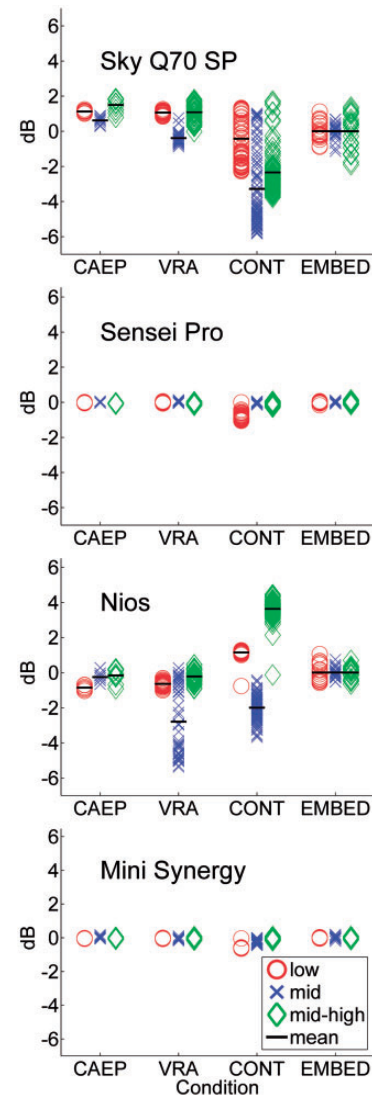 6
4
Sky Q70 SP
2
dB
0
-2
-4
-6
CAEP VRA CONT EMBED
6
4
Sensei Pro
2
dB
0
-2
-4
-6
CAEP VRA CONT EMBED
6
4
Nios
2
dB
0
-2
-4
-6
CAEP VRA CONT EMBED
6
4
Mini Synergy
2
dB
0
-2
-4
-6
low
mid
mid-high
mean
CAEP VRA CONT EMBED
Condition